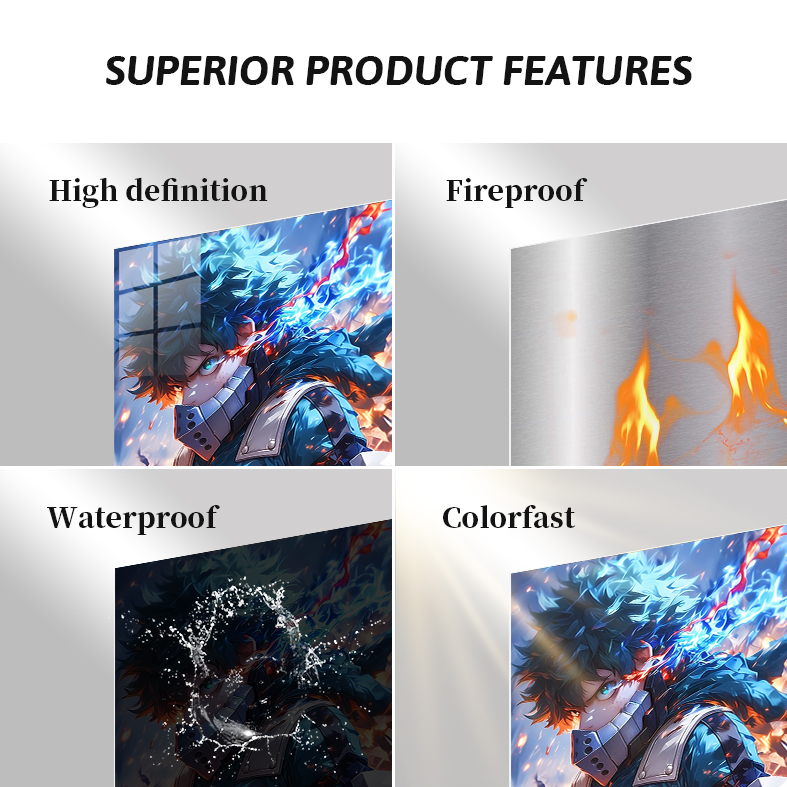 SUPERIOR PRODUCT FEATURES
High definition
Fireproof
Waterproof
Colorfast